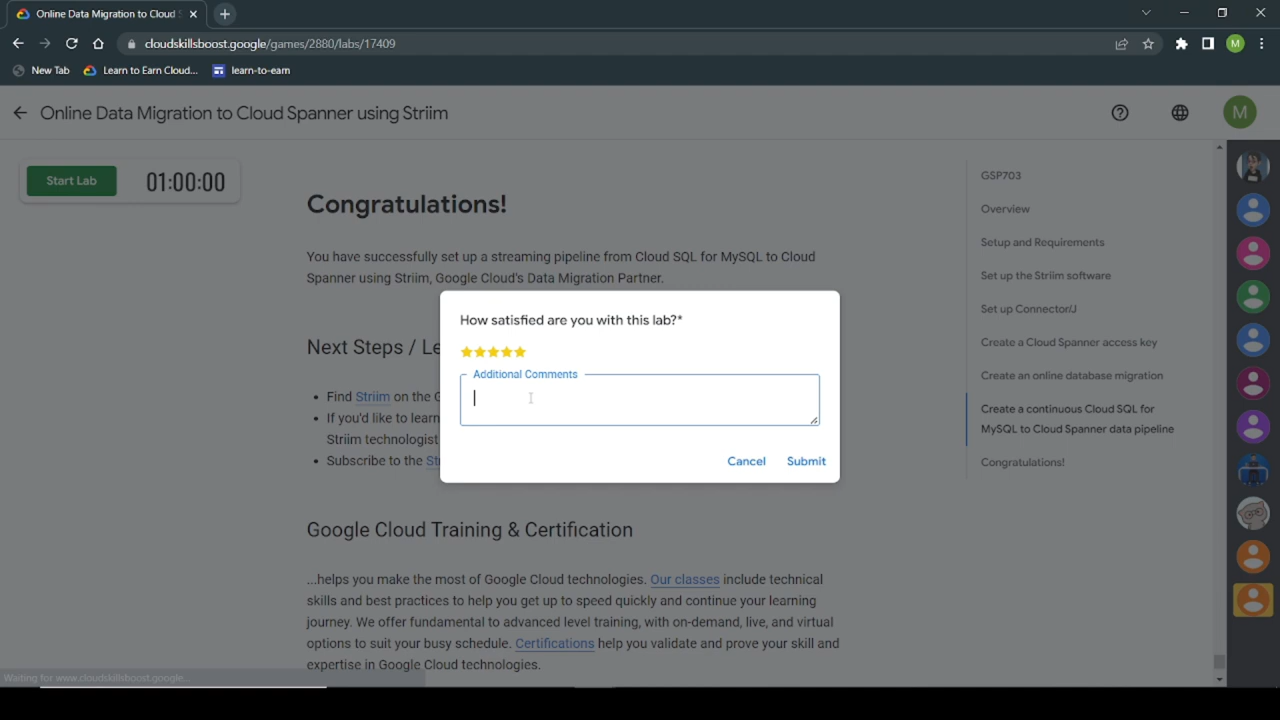 Online Data Migration to Cloud S
cloudskillsboost.google/games/2880/labs/17409
M
New Tab
Learn to Earn Cloud...
learn-to-earn
Online Data Migration to Cloud Spanner using Striim
M
Start Lab
01:00:00
Congratulations!
You have successfully set up a streaming pipeline from Cloud SQL for MySQL to Cloud
Spanner using Striim, Google Cloud's Data Migration Partner.
Next Steps / Le
Find Striim on the G
If you'd like to learn
Striim technologist
Subscribe to the St
How satisfied are you with this lab?*
Additional Comments
Cancel
Submit
Google Cloud Training & Certification
...helps you make the most of Google Cloud technologies. Our classes include technical
skills and best practices to help you get up to speed quickly and continue your learning
journey. We offer fundamental to advanced level training, with on-demand, live, and virtual
options to suit your busy schedule. Certifications help you validate and prove your skill and
expertise in Google Cloud technologies.
GSP703
Overview
Setup and Requirements
Set up the Striim software
Set up Connector/J
Create a Cloud Spanner access key
Create an online database migration
Create a continuous Cloud SQL for
MySQL to Cloud Spanner data pipeline
Congratulations!
Waiting for www.cloudskillsboost.google...